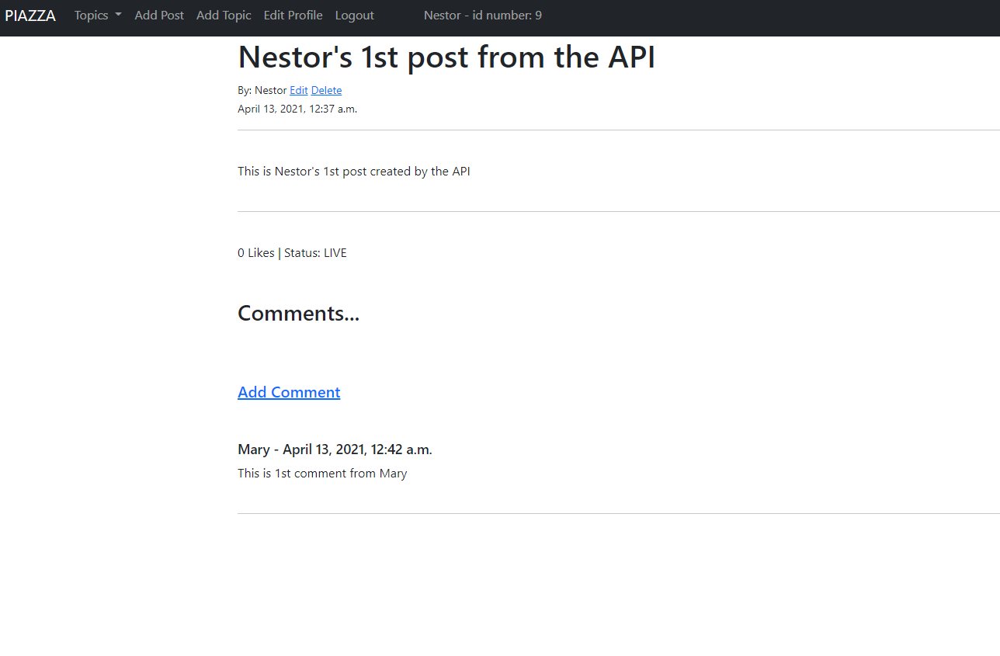 PIAZZA Topics Add Post Add Topic Edit Profile Logout Nestor - id number: 9
Nestor's 1st post from the API
By: Nestor Edit Delete
April 13, 2021, 12:37 a.m.
This is Nestor's 1st post created by the API
0 Likes | Status: LIVE
Comments...
Add Comment
Mary - April 13, 2021, 12:42 a.m.
This is 1st comment from Mary